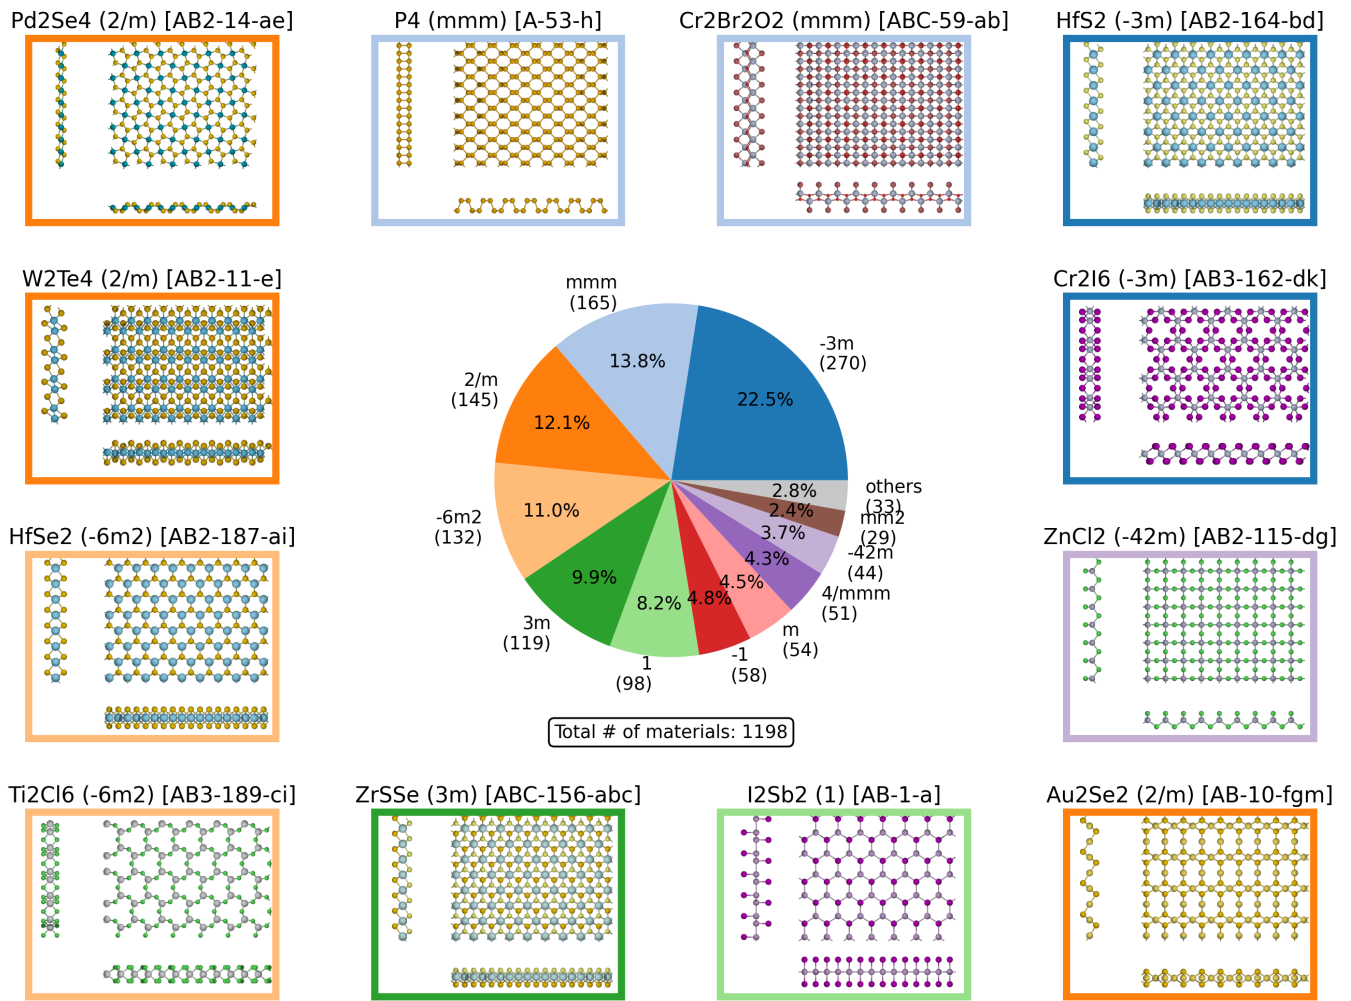 Pd2Se4 (2/m) [AB2-14-ae]
P4 (mmm) [A-53-h]
Cr2Br2O2 (mmm) [ABC-59-ab]
HfS2 (-3m) [AB2-164-bd]
W2Te4 (2/m) [AB2-11-e]
Cr2I6 (-3m) [AB3-162-dk]
HfSe2 (-6m2) [AB2-187-ai]
ZnCl2 (-42m) [AB2-115-dg]
mmm
(165)
13.8%
-3m
(270)
22.5%
2/m
(145)
12.1%
-6m2
(132)
11.0%
3m
(119)
9.9%
1
(98)
8.2%
-1
(58)
4.8%
m
(54)
4.5%
4/mmm
(51)
4.3%
-42m
(44)
3.7%
mm2
(29)
2.4%
others
(33)
2.8%
Total # of materials: 1198
Ti2Cl6 (-6m2) [AB3-189-ci]
ZrSSe (3m) [ABC-156-abc]
I2Sb2 (1) [AB-1-a]
Au2Se2 (2/m) [AB-10-fgm]